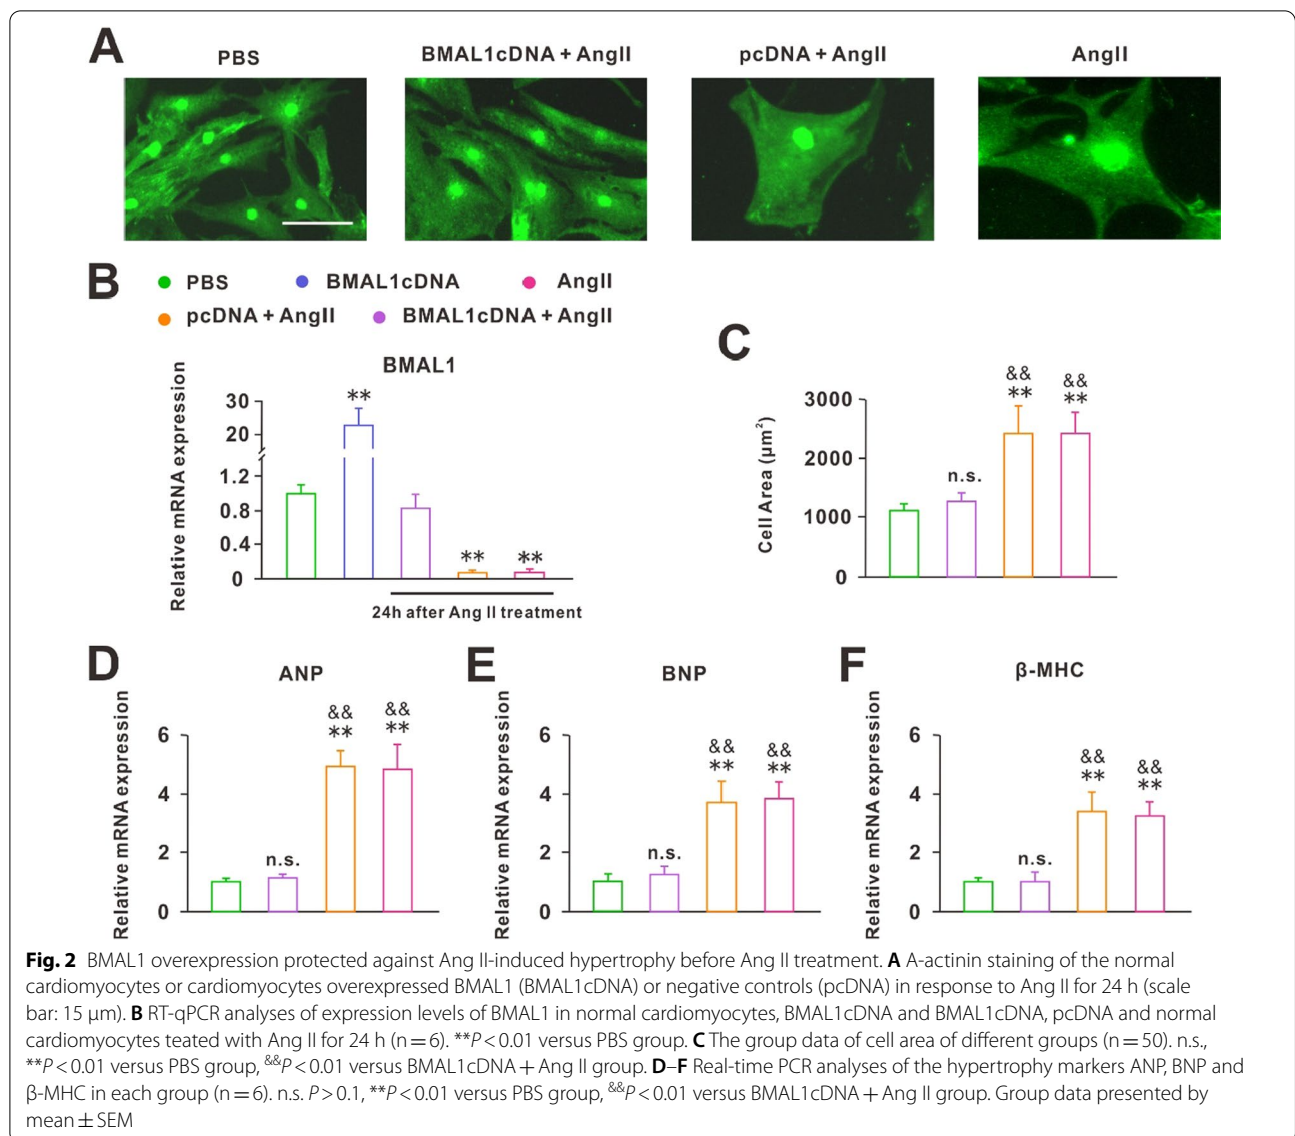 A
PBS
BMAL1cDNA + AngII
pcDNA + AngII
AngII
B
PBS
BMAL1cDNA
AngII
pcDNA + AngII
BMAL1cDNA + AngII
BMAL1
Relative mRNA expression
30
20
1.2
0.8
0.4
0
**
**
**
24h after Ang II treatment
C
Cell Area (μm²)
3000
2000
1000
0
n.s.
&&
**
&&
**
D
ANP
Relative mRNA expression
6
4
2
0
n.s.
&&
**
&&
**
E
BNP
Relative mRNA expression
6
4
2
0
n.s.
&&
**
&&
**
F
β-MHC
Relative mRNA expression
6
4
2
0
n.s.
&&
**
&&
**
Fig. 2 BMAL1 overexpression protected against Ang II-induced hypertrophy before Ang II treatment. A A-actinin staining of the normal
cardiomyocytes or cardiomyocytes overexpressed BMAL1 (BMAL1cDNA) or negative controls (pcDNA) in response to Ang II for 24 h (scale
bar: 15 μm). B RT-qPCR analyses of expression levels of BMAL1 in normal cardiomyocytes, BMAL1cDNA and BMAL1cDNA, pcDNA and normal
cardiomyocytes teated with Ang II for 24 h (n = 6). **P < 0.01 versus PBS group. C The group data of cell area of different groups (n = 50). n.s.,
**P < 0.01 versus PBS group, &&P < 0.01 versus BMAL1cDNA + Ang II group. D–F Real-time PCR analyses of the hypertrophy markers ANP, BNP and
β-MHC in each group (n = 6). n.s. P > 0.1, **P < 0.01 versus PBS group, &&P < 0.01 versus BMAL1cDNA + Ang II group. Group data presented by
mean ± SEM